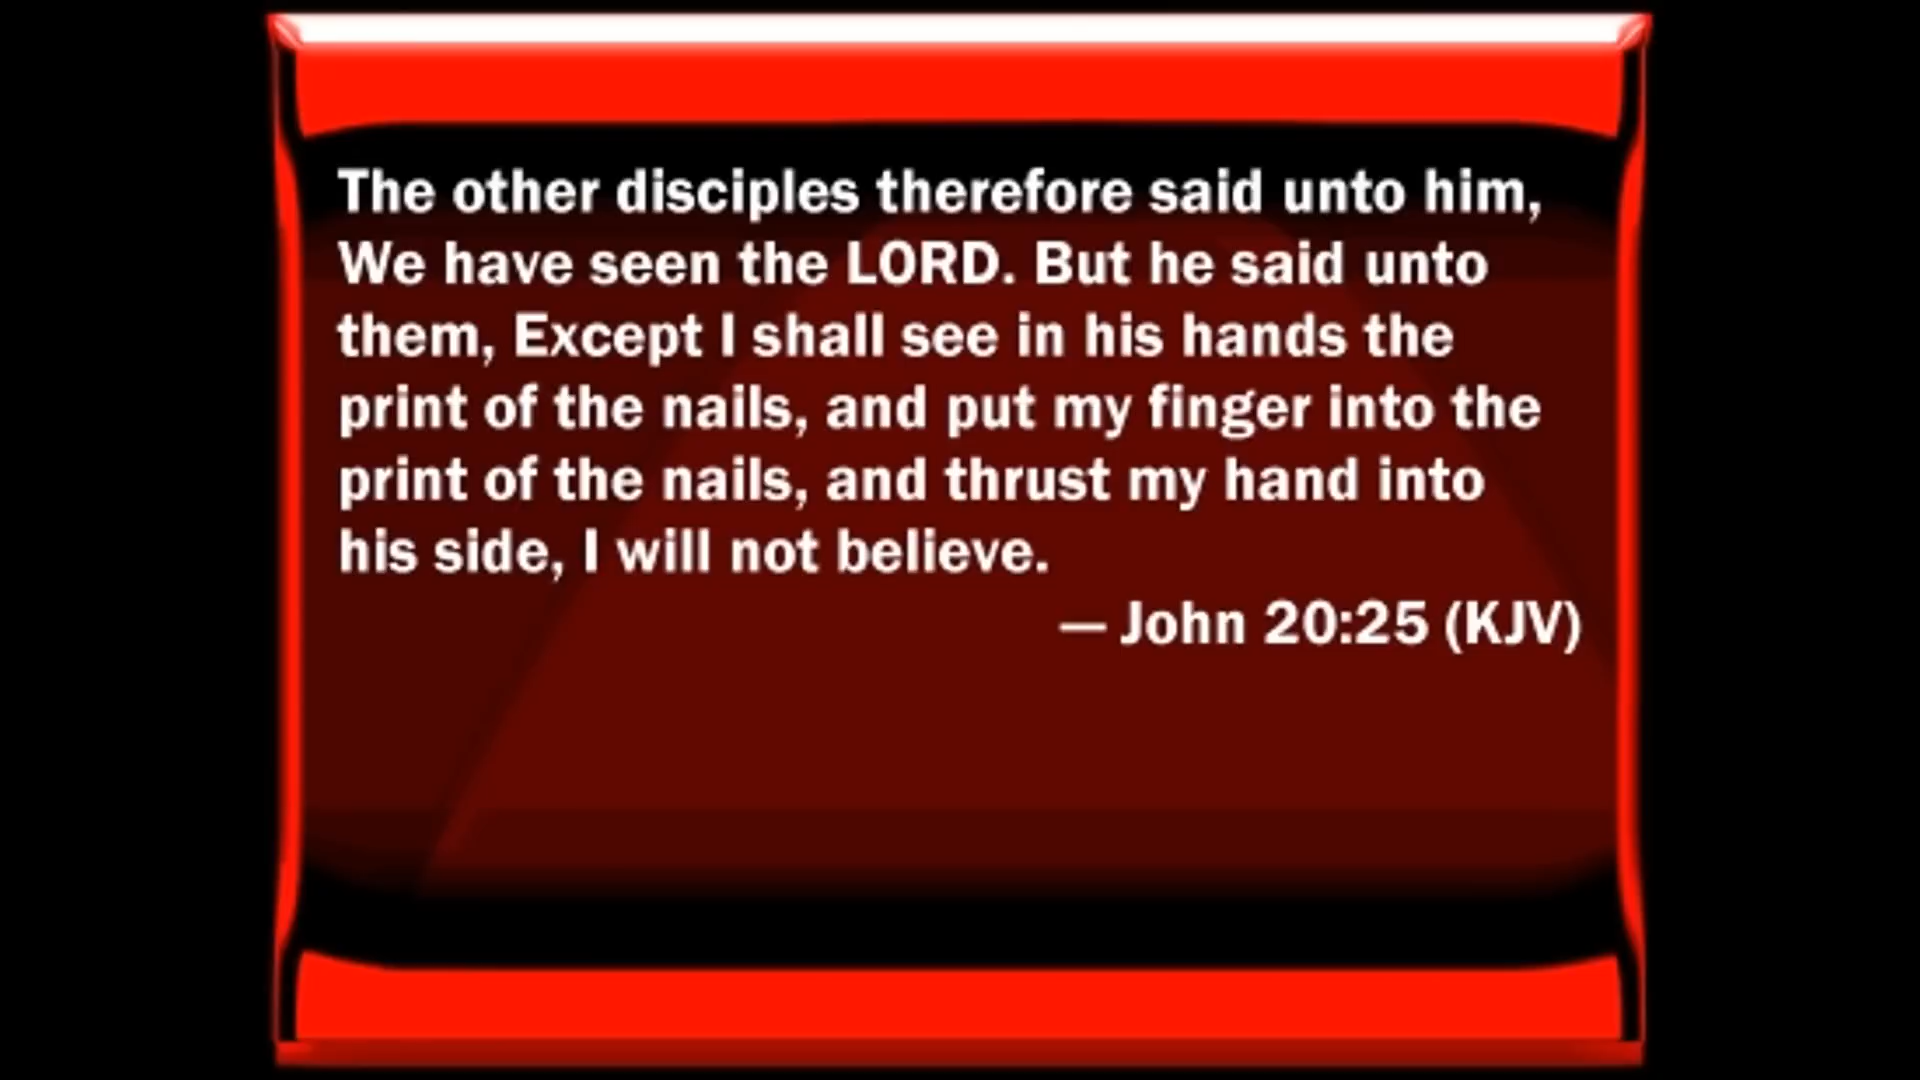 The other disciples therefore said unto him,
We have seen the LORD. But he said unto
them, Except I shall see in his hands the
print of the nails, and put my finger into the
print of the nails, and thrust my hand into
his side, I will not believe.
— John 20:25 (KJV)